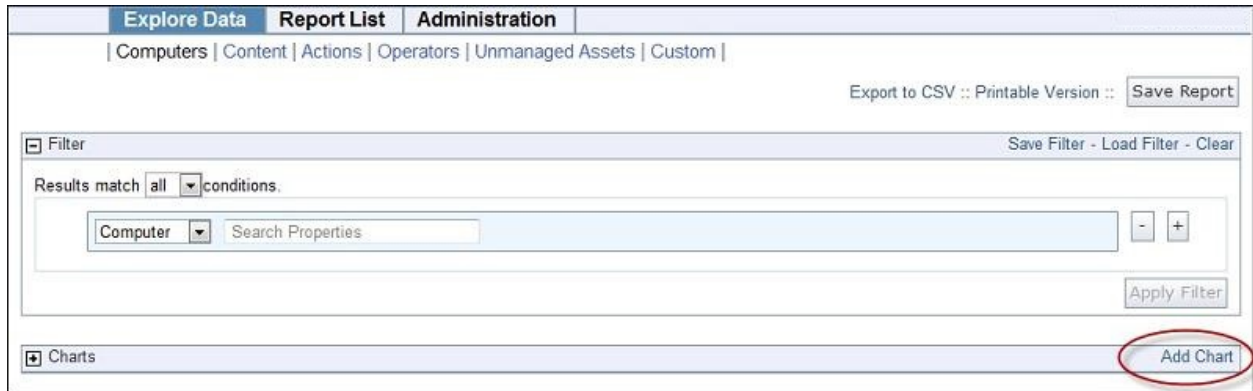 Explore Data Report List Administration
| Computers | Content | Actions | Operators | Unmanaged Assets | Custom |
Export to CSV :: Printable Version :: Save Report
- Filter Save Filter - Load Filter - Clear
Results match all conditions.
Computer Search Properties - +
Apply Filter
+ Charts Add Chart